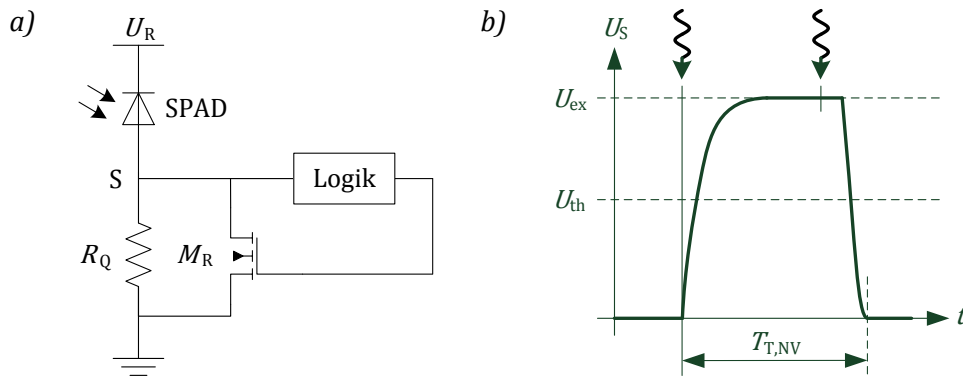 a)
U_R
SPAD
S
Logik
R_Q
M_R
b)
U_S
U_ex
U_th
t
T_T,NV